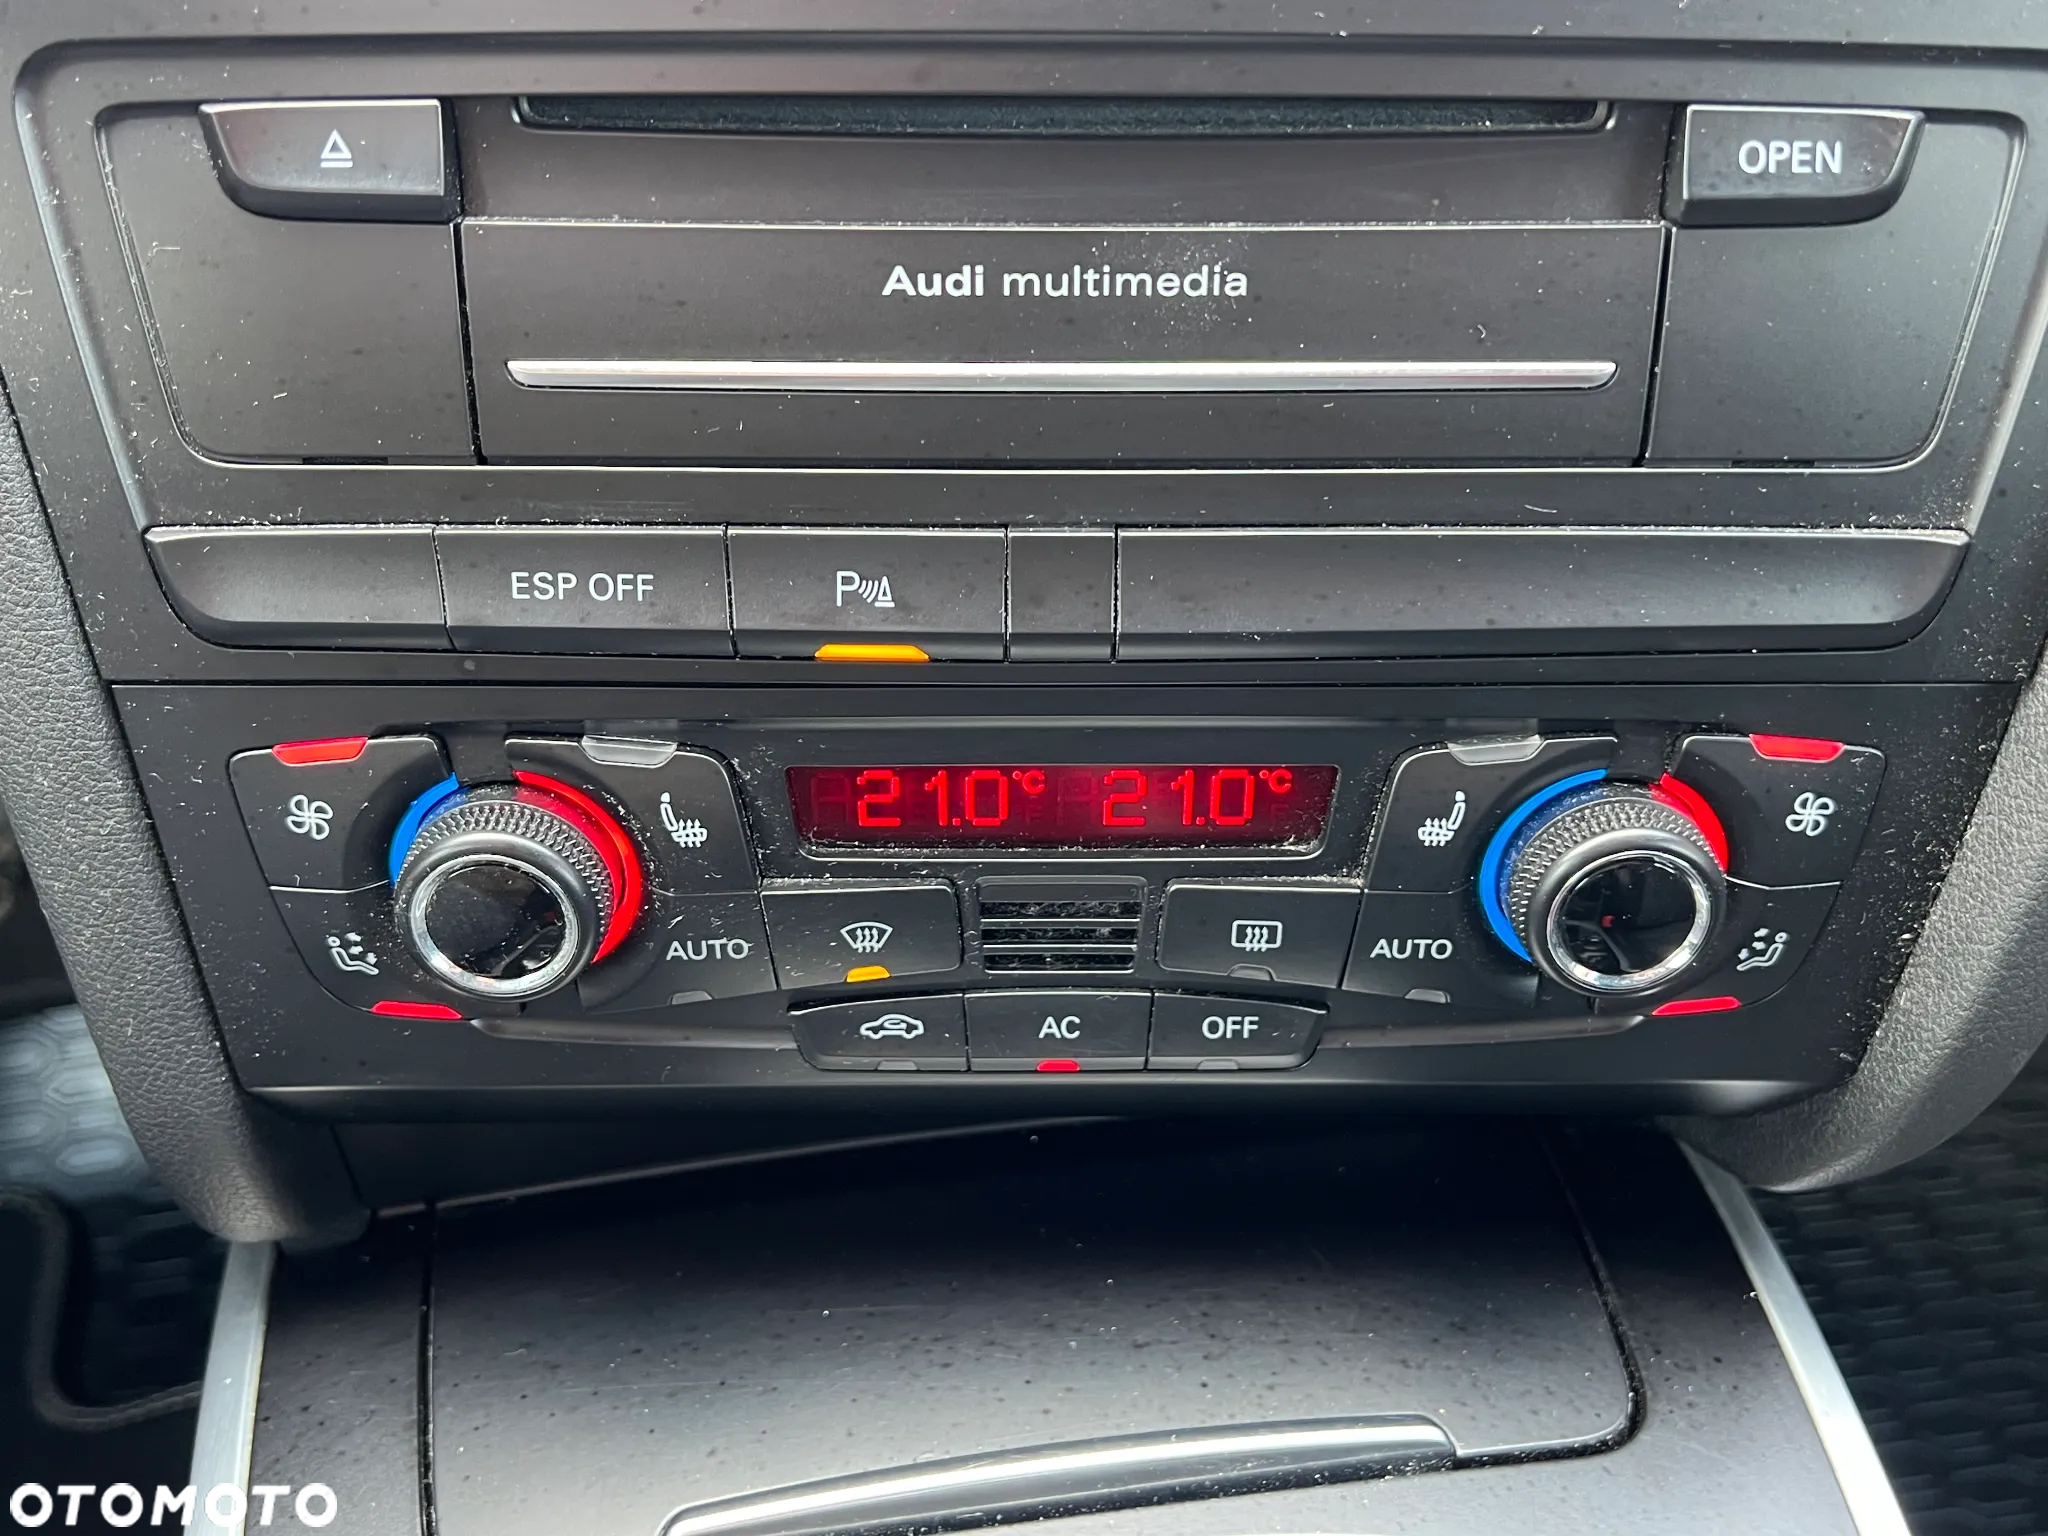 OPEN
Audi multimedia
ESP OFF
P
21.0°C 21.0°C
AUTO
AUTO
AC
OFF
OTOMOTO